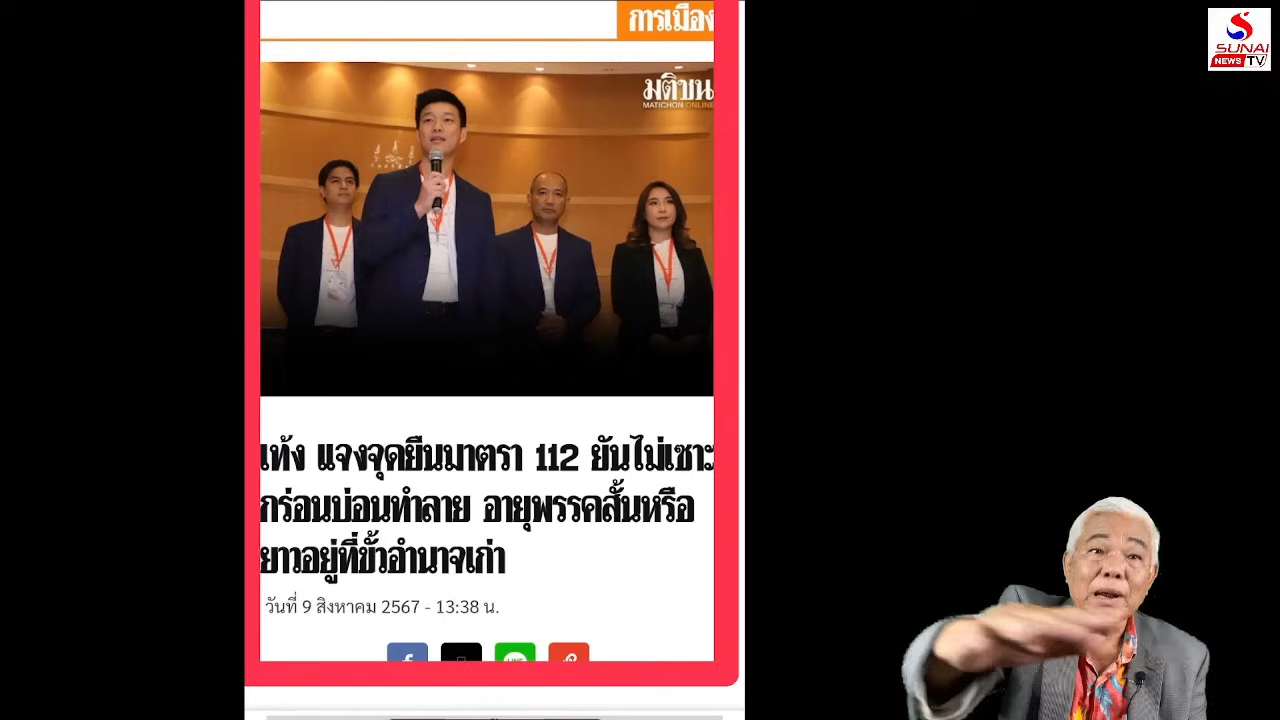 การเมือง
SUNAI
NEWS TV
มติชน
MATICHON ONLINE
เท้ง แจงจุดยืนมาตรา 112 ยันไม่เซาะ
กร่อนบ่อนทำลาย อายุพรรคสั้นหรือ
ยาวอยู่ที่ขั้วอำนาจเก่า
วันที่ 9 สิงหาคม 2567 - 13:38 น.